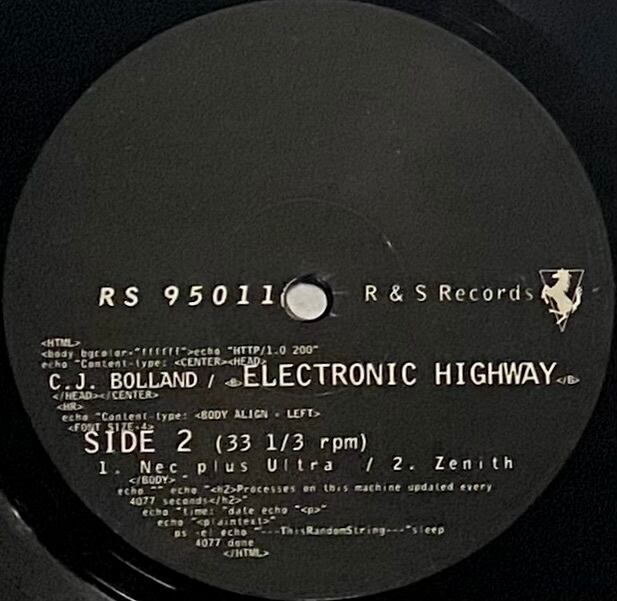 RS 95011 R & S Records
<HTML>
<body bgcolor="ffffff">echo "HTTP/1.0 200"
echo "Content-type: <CENTER><HEAD>
C.J. BOLLAND / <B>ELECTRONIC HIGHWAY</B>
</HEAD></CENTER>
<HR>
echo "Content-type: <BODY ALIGN = LEFT>
<FONT SIZE=4>
SIDE 2 (33 1/3 rpm)
1. Nec plus Ultra / 2. Zenith
</BODY> "
echo "" echo "<h2>Processes on this machine updated every
4077 seconds</h2>"
echo "time: "date echo "<p>"
echo "<plaintext>"
ps -el echo "---ThisRandomString---"sleep
4077 done
</HTML>